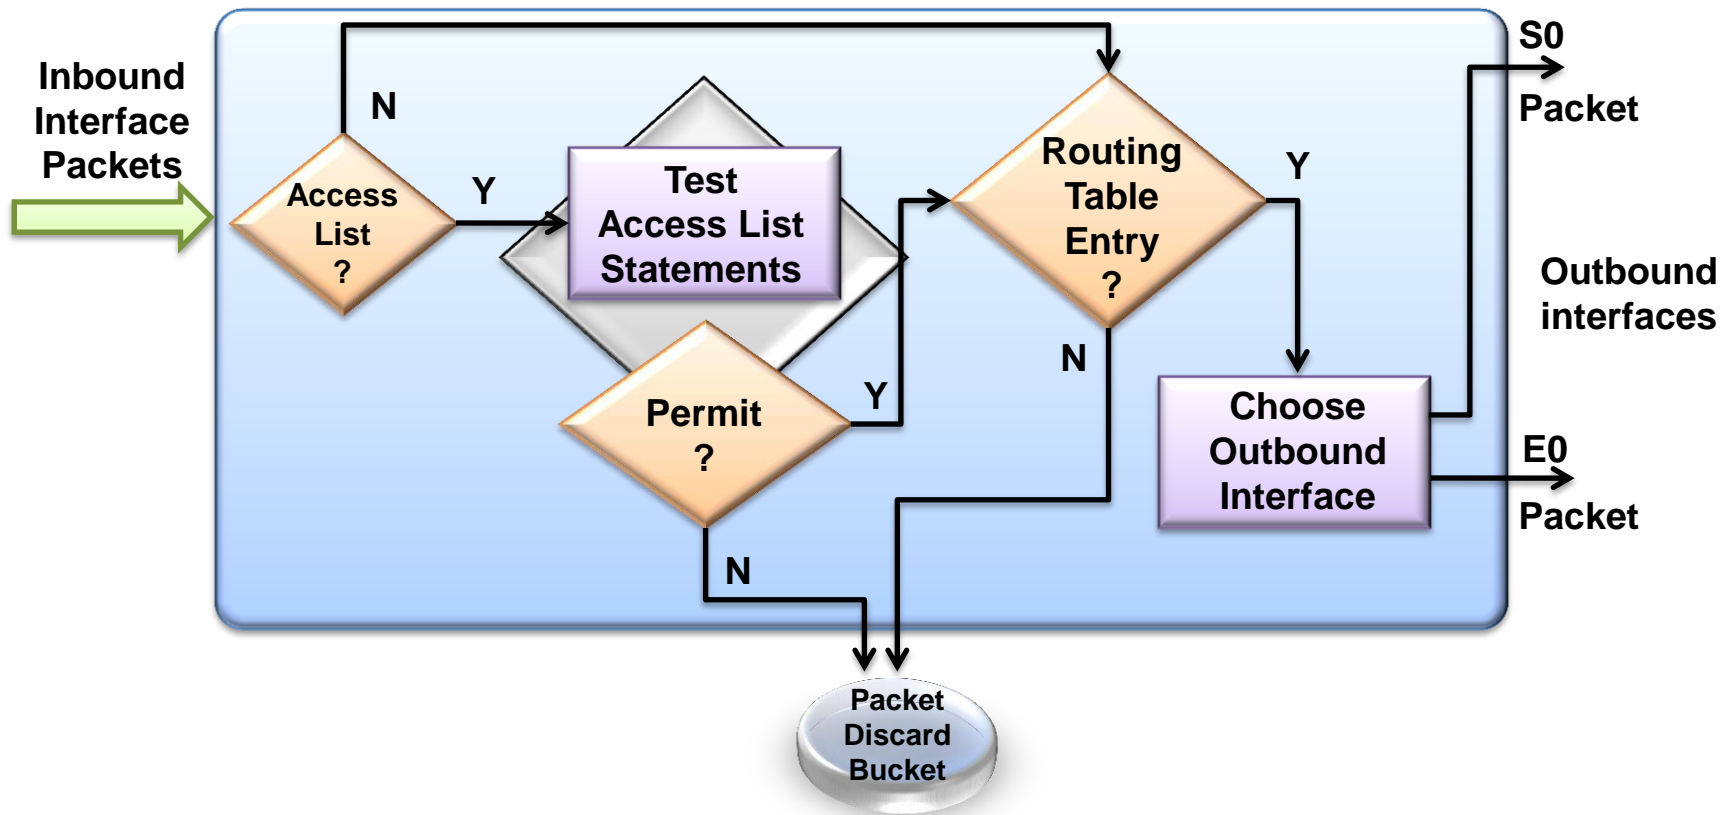 Inbound
Interface
Packets
N
Access
List
?
Y
Test
Access List
Statements
Permit
?
Y
N
Routing
Table
Entry
?
Y
N
Choose
Outbound
Interface
S0
Packet
Outbound
interfaces
E0
Packet
Packet
Discard
Bucket